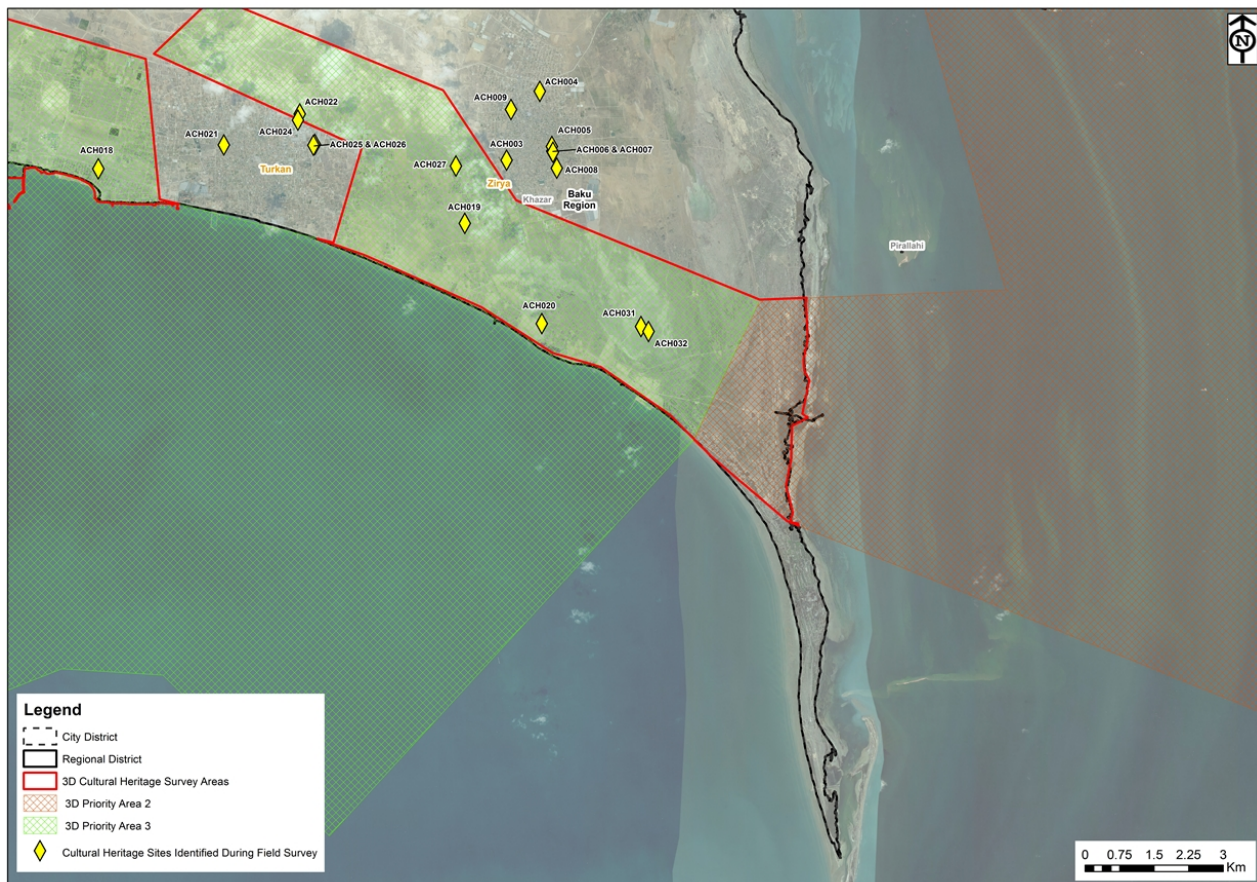 N
ACH004
ACH009
ACH022
ACH005
ACH021
ACH024
ACH025 & ACH026
ACH003
ACH006 & ACH007
ACH018
ACH027
ACH008
Turkan
Zirya
Khazar
Baku
Region
ACH019
Pirallahi
ACH020
ACH031
ACH032
Legend
City District
Regional District
3D Cultural Heritage Survey Areas
3D Priority Area 2
3D Priority Area 3
Cultural Heritage Sites Identified During Field Survey
0 0.75 1.5 2.25 3
Km